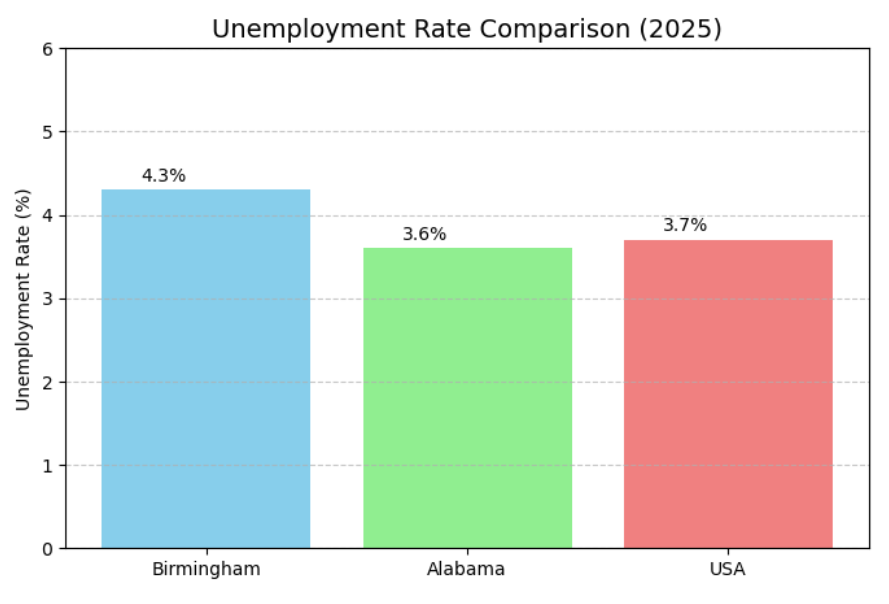 Unemployment Rate Comparison (2025)
Unemployment Rate (%)
6
5
4
3
2
1
0
4.3%
3.6%
3.7%
Birmingham
Alabama
USA